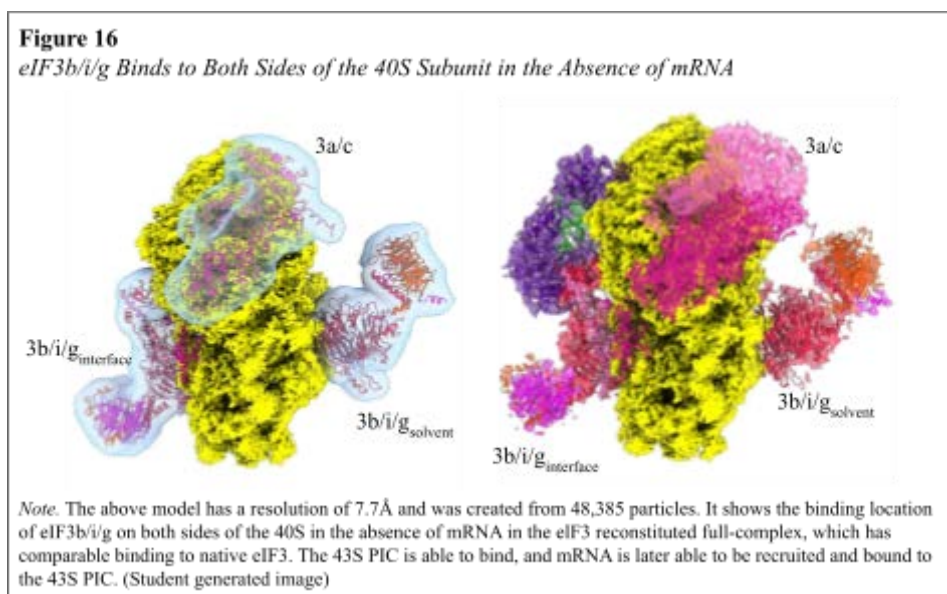 Figure 16
eIF3b/i/g Binds to Both Sides of the 40S Subunit in the Absence of mRNA
3a/c
3a/c
3b/i/g interface
3b/i/g solvent
3b/i/g solvent
3b/i/g interface
Note. The above model has a resolution of 7.7Å and was created from 48,385 particles. It shows the binding location
of eIF3b/i/g on both sides of the 40S in the absence of mRNA in the eIF3 reconstituted full-complex, which has
comparable binding to native eIF3. The 43S PIC is able to bind, and mRNA is later able to be recruited and bound to
the 43S PIC. (Student generated image)